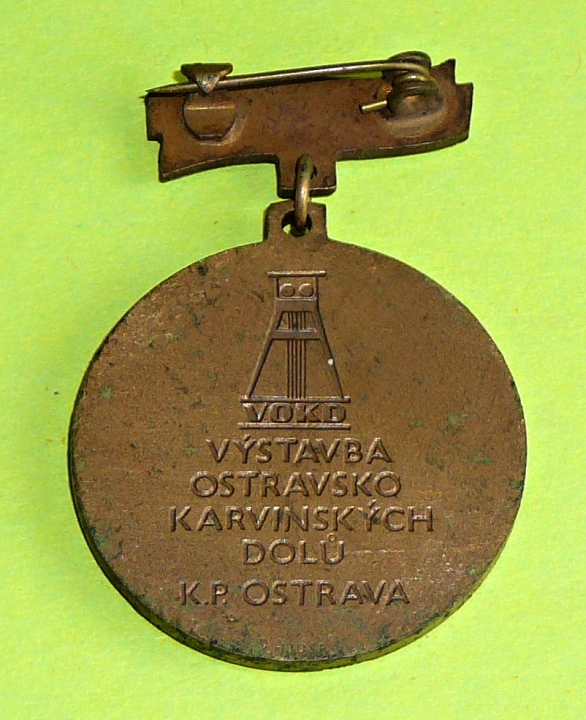 VOKD
VÝSTAVBA
OSTRAVSKO
KARVINSKÝCH
DOLŮ
K.P. OSTRAVA